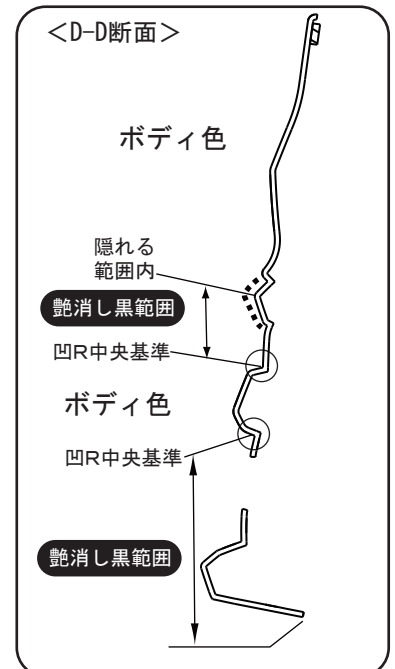 ＜D-D断面＞
ボディ色
隠れる
範囲内
艶消し黒範囲
凹R中央基準
ボディ色
凹R中央基準
艶消し黒範囲